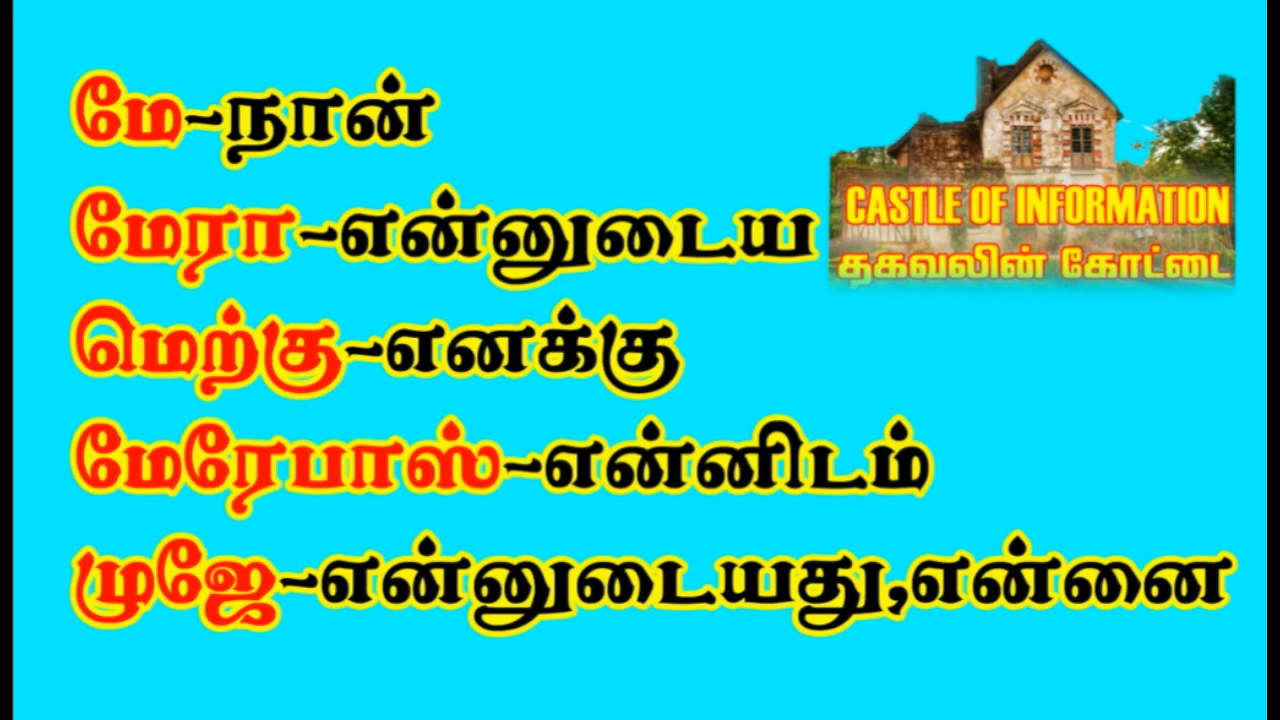 மே-நான்
மேரா-என்னுடைய
மெற்கு-எனக்கு
மேரேபாஸ்-என்னிடம்
முஜே-என்னுடையது,என்னை
CASTLE OF INFORMATION
தகவலின் கோட்டை